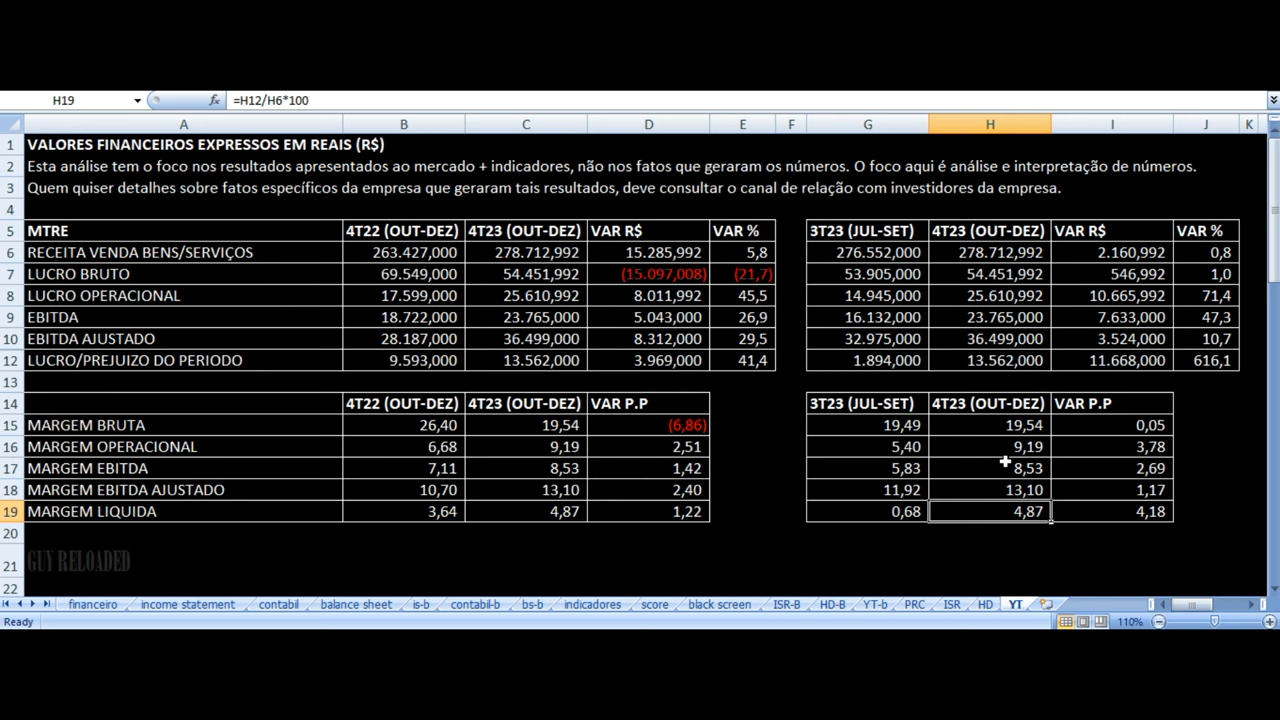 H19 fx =H12/H6*100
A B C D E F G H I J K
1 VALORES FINANCEIROS EXPRESSOS EM REAIS (R$)
2 Esta análise tem o foco nos resultados apresentados ao mercado + indicadores, não nos fatos que geraram os números. O foco aqui é análise e interpretação de números.
3 Quem quiser detalhes sobre fatos específicos da empresa que geraram tais resultados, deve consultar o canal de relação com investidores da empresa.
4
5 MTRE 4T22 (OUT-DEZ) 4T23 (OUT-DEZ) VAR R$ VAR % 3T23 (JUL-SET) 4T23 (OUT-DEZ) VAR R$ VAR %
6 RECEITA VENDA BENS/SERVIÇOS 263.427,000 278.712,992 15.285,992 5,8 276.552,000 278.712,992 2.160,992 0,8
7 LUCRO BRUTO 69.549,000 54.451,992 (15.097,008) (21,7) 53.905,000 54.451,992 546,992 1,0
8 LUCRO OPERACIONAL 17.599,000 25.610,992 8.011,992 45,5 14.945,000 25.610,992 10.665,992 71,4
9 EBITDA 18.722,000 23.765,000 5.043,000 26,9 16.132,000 23.765,000 7.633,000 47,3
10 EBITDA AJUSTADO 28.187,000 36.499,000 8.312,000 29,5 32.975,000 36.499,000 3.524,000 10,7
12 LUCRO/PREJUIZO DO PERIODO 9.593,000 13.562,000 3.969,000 41,4 1.894,000 13.562,000 11.668,000 616,1
13
14 4T22 (OUT-DEZ) 4T23 (OUT-DEZ) VAR P.P 3T23 (JUL-SET) 4T23 (OUT-DEZ) VAR P.P
15 MARGEM BRUTA 26,40 19,54 (6,86) 19,49 19,54 0,05
16 MARGEM OPERACIONAL 6,68 9,19 2,51 5,40 9,19 3,78
17 MARGEM EBITDA 7,11 8,53 1,42 5,83 8,53 2,69
18 MARGEM EBITDA AJUSTADO 10,70 13,10 2,40 11,92 13,10 1,17
19 MARGEM LIQUIDA 3,64 4,87 1,22 0,68 4,87 4,18
20
21 GUY RELOADED
22
financeiro income statement contabil balance sheet is-b contabil-b bs-b indicadores score black screen ISR-B HD-B YT-b PRC ISR HD YT
Ready 110%